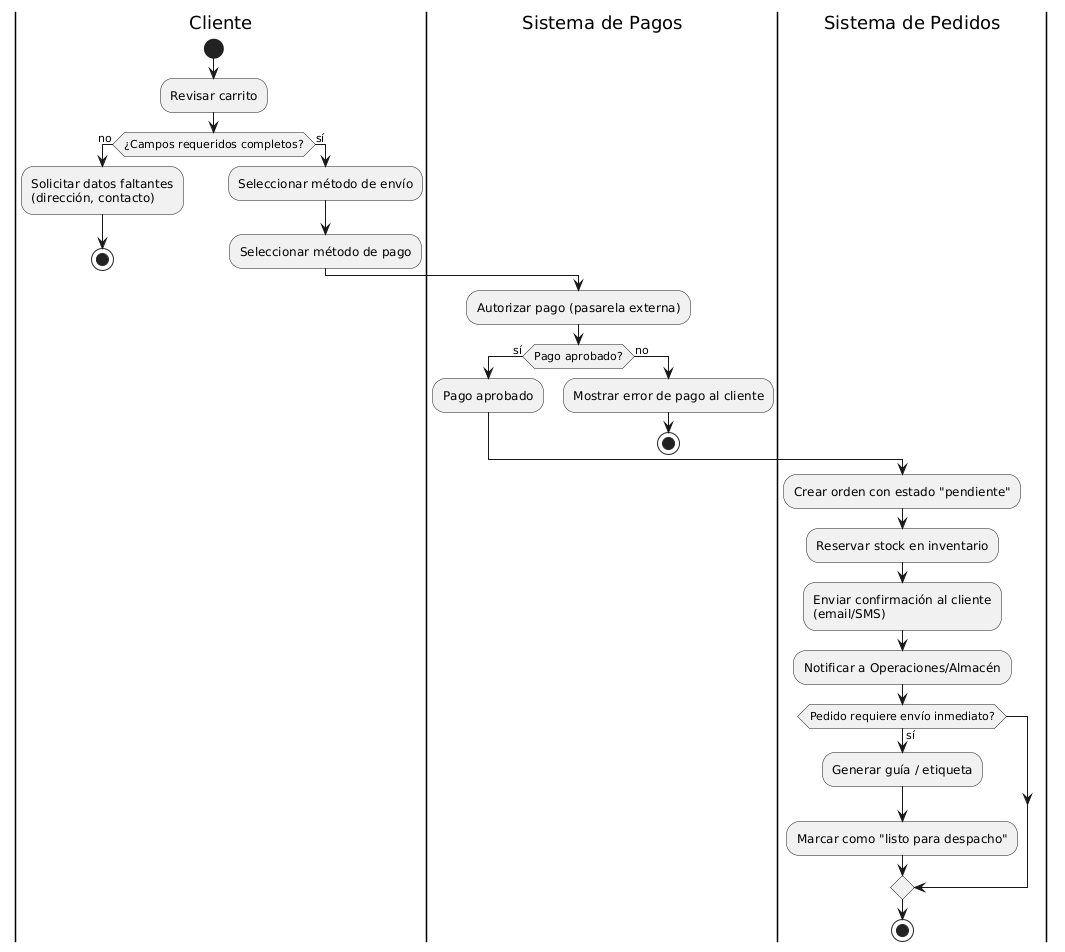 Cliente
Sistema de Pagos
Sistema de Pedidos
Revisar carrito
¿Campos requeridos completos?
no
sí
Solicitar datos faltantes
(dirección, contacto)
Seleccionar método de envío
Seleccionar método de pago
Autorizar pago (pasarela externa)
Pago aprobado?
sí
no
Pago aprobado
Mostrar error de pago al cliente
Crear orden con estado "pendiente"
Reservar stock en inventario
Enviar confirmación al cliente
(email/SMS)
Notificar a Operaciones/Almacén
Pedido requiere envío inmediato?
sí
Generar guía / etiqueta
Marcar como "listo para despacho"